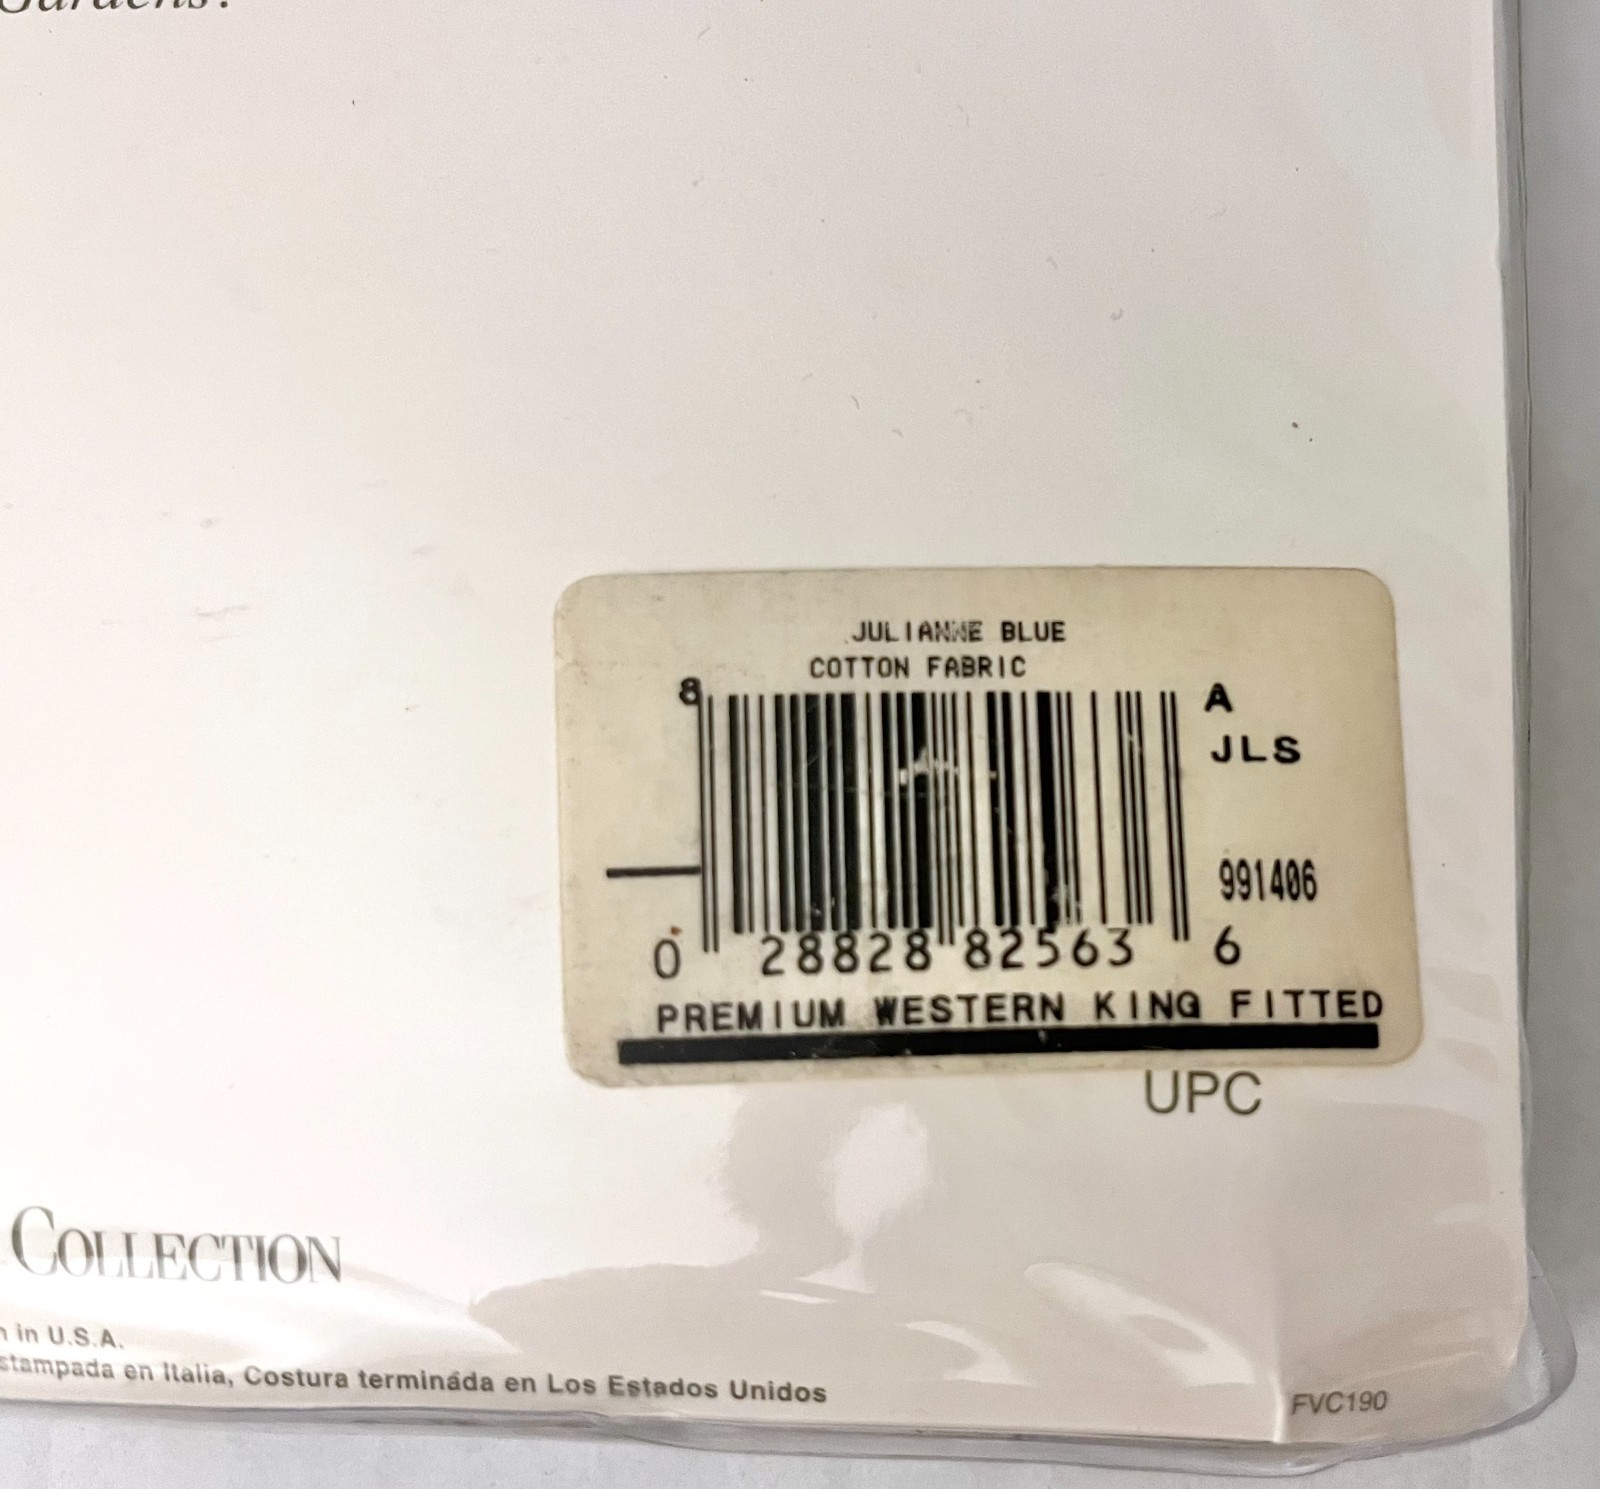 Gardens?
JULIANNE BLUE
COTTON FABRIC
8
A
JLS
991406
0 28828 82563 6
PREMIUM WESTERN KING FITTED
UPC
COLLECTION
in U.S.A.
stampada en Italia, Costura termináda en Los Estados Unidos
FVC190